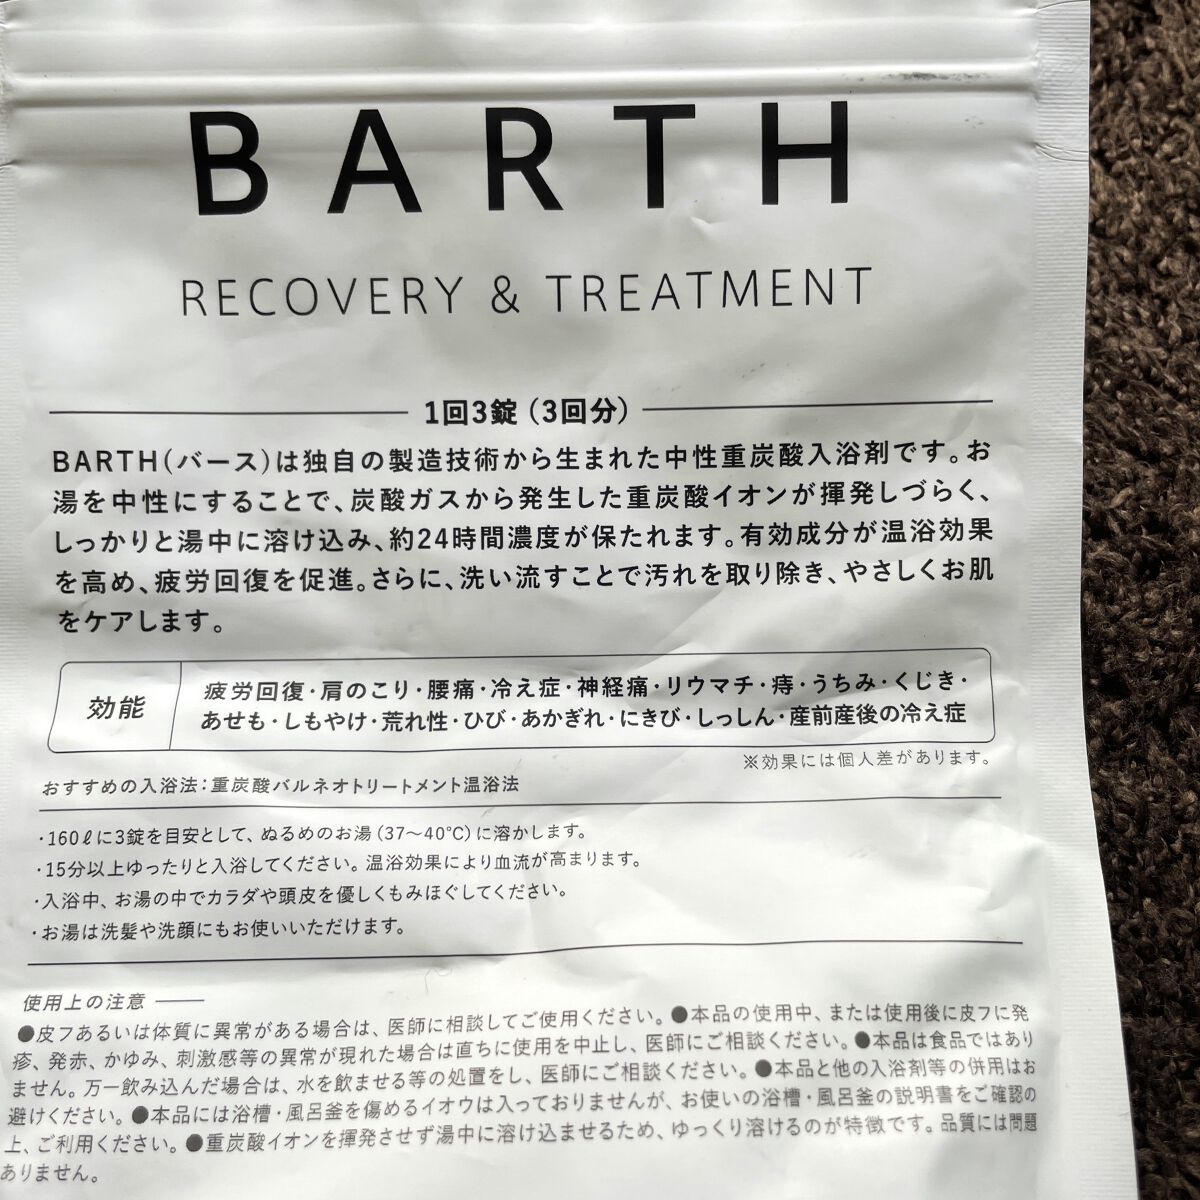 BARTH
RECOVERY & TREATMENT
1回3錠（3回分）
BARTH(バース)は独自の製造技術から生まれた中性重炭酸入浴剤です。お
湯を中性にすることで、炭酸ガスから発生した重炭酸イオンが揮発しづらく、
しっかりと湯中に溶け込み、約24時間濃度が保たれます。有効成分が温浴効果
を高め、疲労回復を促進。さらに、洗い流すことで汚れを取り除き、やさしくお肌
をケアします。
効能
疲労回復・肩のこり・腰痛・冷え症・神経痛・リウマチ・痔・うちみ・くじき・
あせも・しもやけ・荒れ性・ひび・あかぎれ・にきび・しっしん・産前産後の冷え症
※効果には個人差があります。
おすすめの入浴法：重炭酸バルネオトリートメント温浴法
・160ℓに3錠を目安として、ぬるめのお湯（37〜40℃）に溶かします。
・15分以上ゆったりと入浴してください。温浴効果により血流が高まります。
・入浴中、お湯の中でカラダや頭皮を優しくもみほぐしてください。
・お湯は洗髪や洗顔にもお使いいただけます。
使用上の注意
●皮フあるいは体質に異常がある場合は、医師に相談してご使用ください。●本品の使用中、または使用後に皮フに発
疹、発赤、かゆみ、刺激感等の異常が現れた場合は直ちに使用を中止し、医師にご相談ください。●本品は食品ではあり
ません。万一飲み込んだ場合は、水を飲ませる等の処置をし、医師にご相談ください。●本品と他の入浴剤等の併用はお
避けください。●本品には浴槽・風呂釜を傷めるイオウは入っておりませんが、お使いの浴槽・風呂釜の説明書をご確認の
上、ご利用ください。●重炭酸イオンを揮発させず湯中に溶け込ませるため、ゆっくり溶けるのが特徴です。品質には問題
ありません。